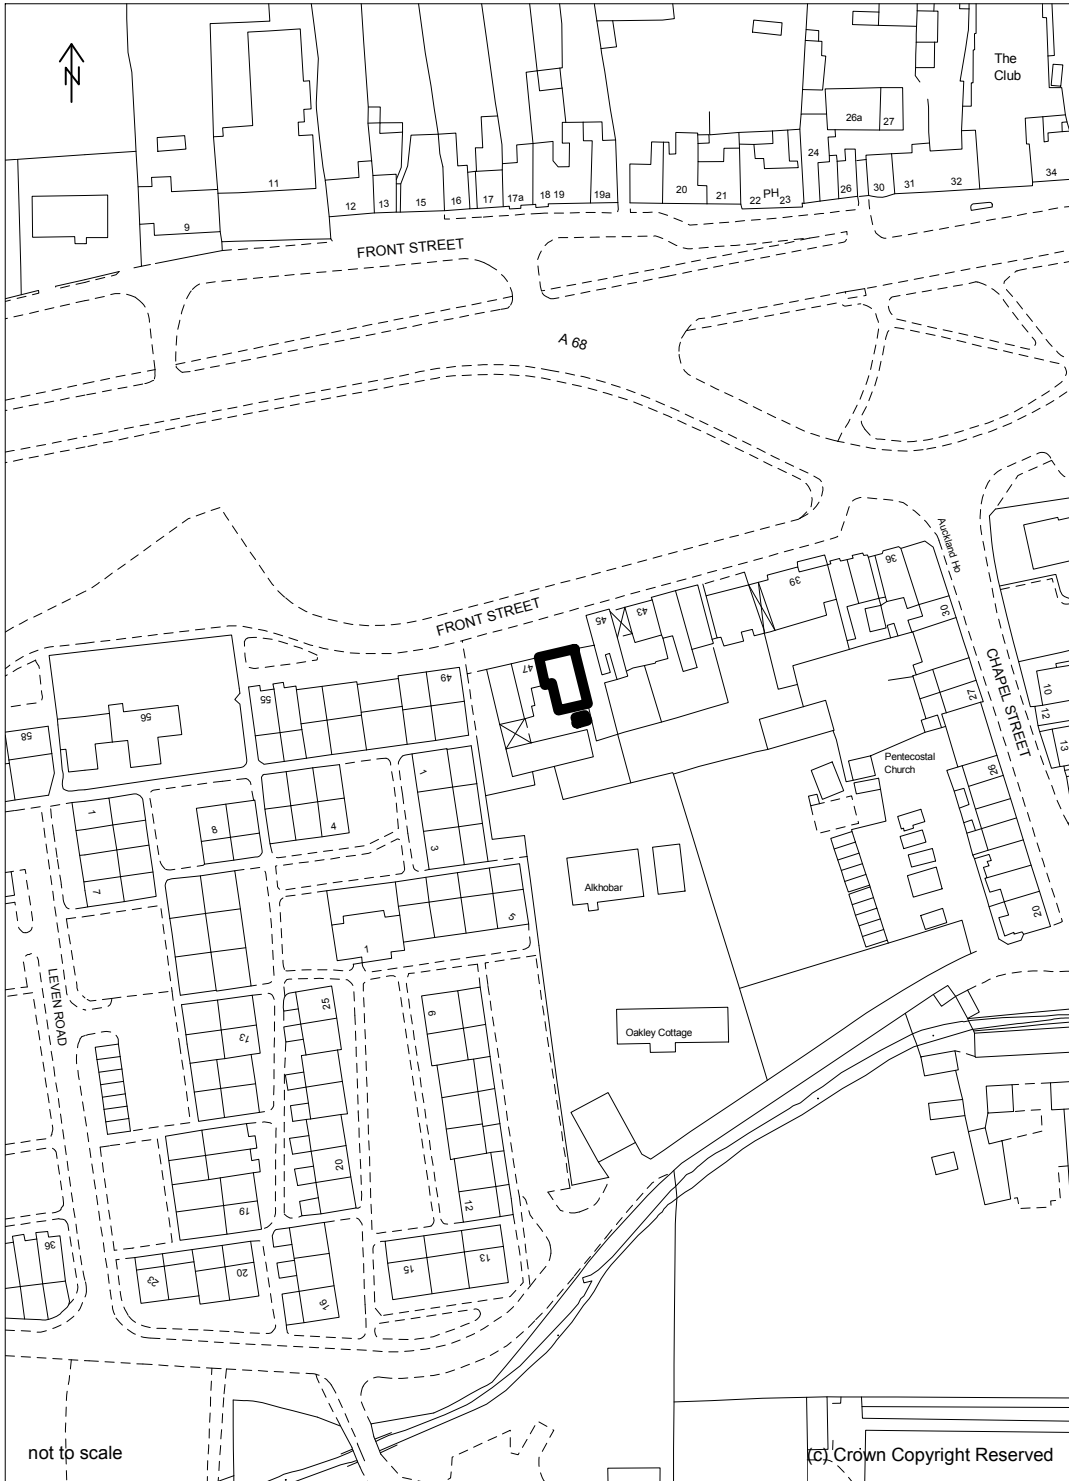 N
The
Club
26a
27
24
11
9
12
13
15
16
17
17a
18 19
19a
20
21
22
PH
23
26
30
31
32
34
FRONT STREET
A 68
Auckland Ho
FRONT STREET
45
43
39
36
30
CHAPEL STREET
27
10
12
13
47
49
55
56
58
Pentecostal
Church
26
20
1
3
4
8
1
7
Alkhobar
5
1
LEVEN ROAD
25
9
73
Oakley Cottage
20
12
19
36
23
20
16
15
13
not to scale
(c) Crown Copyright Reserved